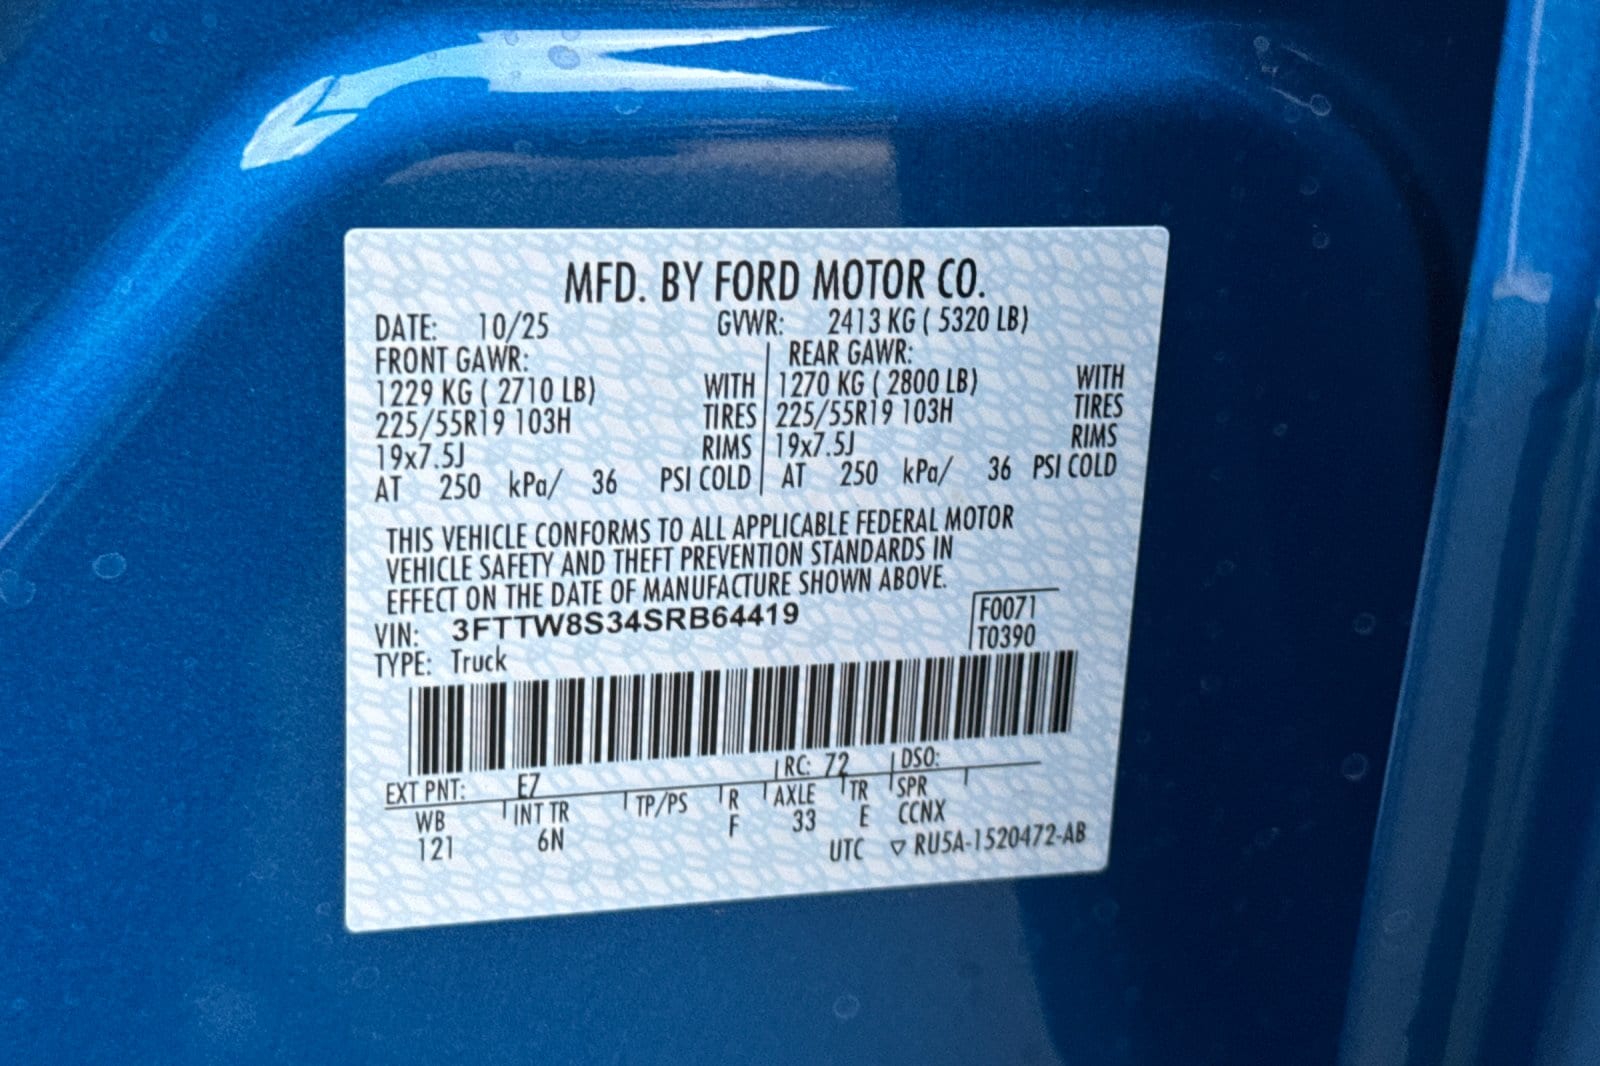 MFD. BY FORD MOTOR CO.
DATE: 10/25 GVWR: 2413 KG ( 5320 LB)
FRONT GAWR: REAR GAWR:
1229 KG ( 2710 LB) WITH 1270 KG ( 2800 LB) WITH
225/55R19 103H TIRES 225/55R19 103H TIRES
19x7.5J RIMS 19x7.5J RIMS
AT 250 kPa/ 36 PSI COLD AT 250 kPa/ 36 PSI COLD
THIS VEHICLE CONFORMS TO ALL APPLICABLE FEDERAL MOTOR
VEHICLE SAFETY AND THEFT PREVENTION STANDARDS IN
EFFECT ON THE DATE OF MANUFACTURE SHOWN ABOVE.
VIN: 3FTTW8S34SRB64419 F0071
TYPE: Truck T0390
EXT PNT: EZ RC: 72 DSO:
WB INT TR TP/PS R AXLE TR SPR
121 6N F 33 E CCNX
UTC ▽ RU5A-1520472-AB